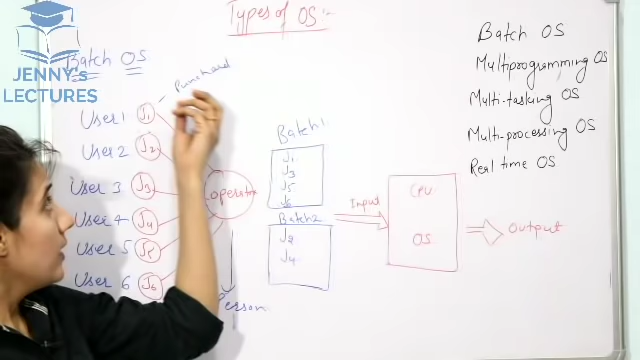 Types of OS:-
JENNY's
LECTURES
Batch OS
User 1 J1
User 2 J2
User 3 J3
User 4 J4
User 5 J5
User 6 J6
operator
Batch 1
J1
J3
J5
J6
Batch 2
J2
J4
Input
CPU
OS
Output
Batch OS
Multiprogramming OS
Multi-tasking OS
Multi-processing OS
Real time OS